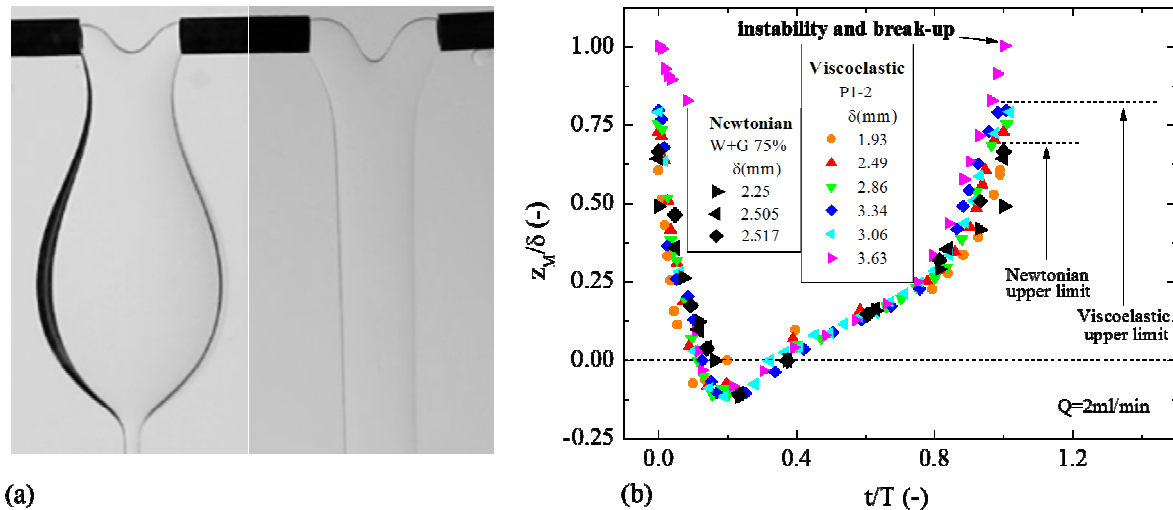 1.00
0.75
0.50
0.25
0.00
-0.25
z_M/δ (-)
instability and break-up
Newtonian
W+G 75%
δ(mm)
2.25
2.505
2.517
Viscoelastic
P1-2
δ(mm)
1.93
2.49
2.86
3.34
3.06
3.63
Newtonian
upper limit
Viscoelastic
upper limit
Q=2ml/min
0.0
0.4
0.8
1.2
t/T (-)
(a)
(b)